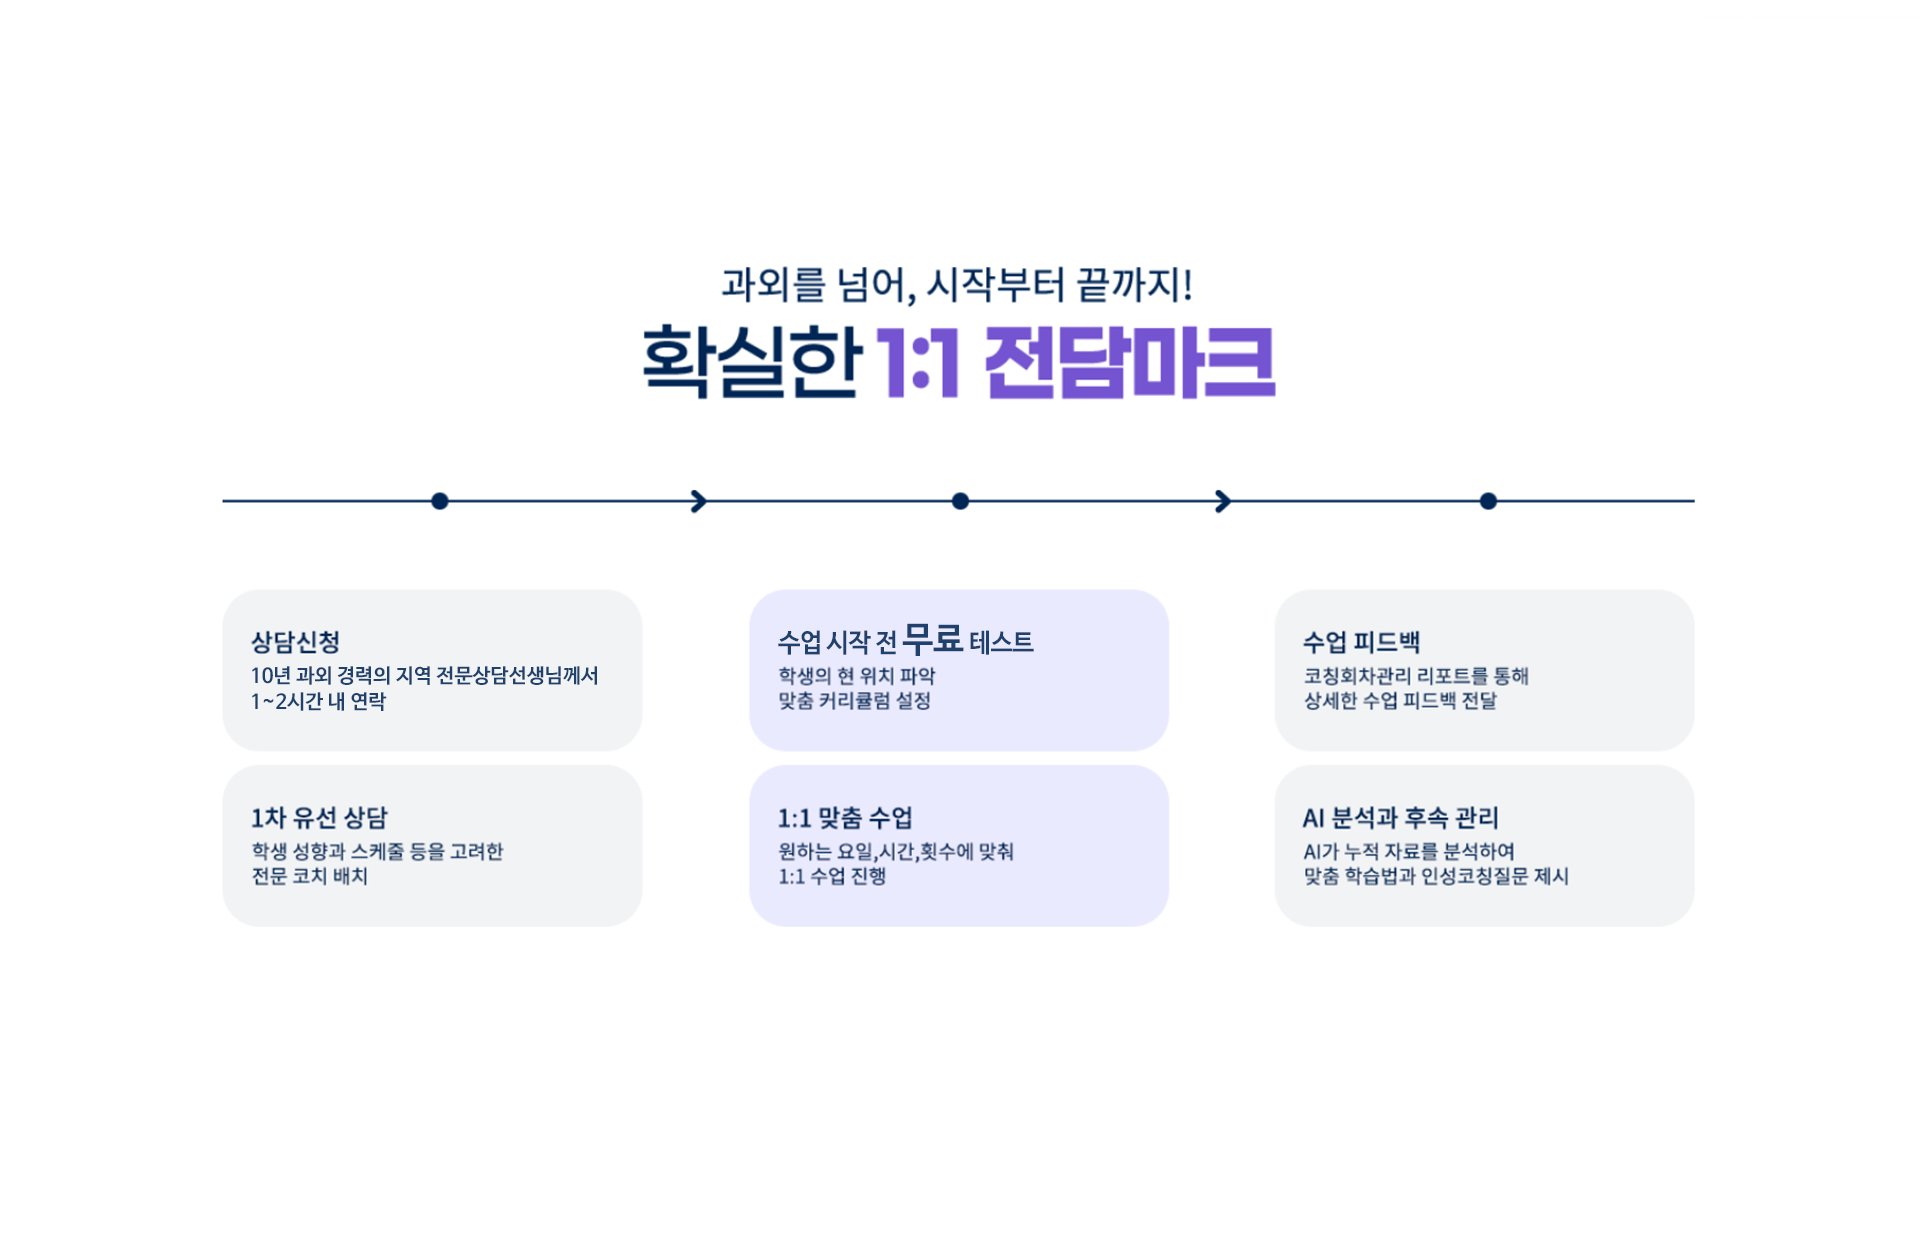 과외를 넘어, 시작부터 끝까지!
확실한 1:1 전담마크
상담신청
10년 과외 경력의 지역 전문상담선생님께서
1~2시간 내 연락
1차 유선 상담
학생 성향과 스케줄 등을 고려한
전문 코치 배치
수업 시작 전 무료 테스트
학생의 현 위치 파악
맞춤 커리큘럼 설정
1:1 맞춤 수업
원하는 요일,시간,횟수에 맞춰
1:1 수업 진행
수업 피드백
코칭회차관리 리포트를 통해
상세한 수업 피드백 전달
AI 분석과 후속 관리
AI가 누적 자료를 분석하여
맞춤 학습법과 인성코칭질문 제시